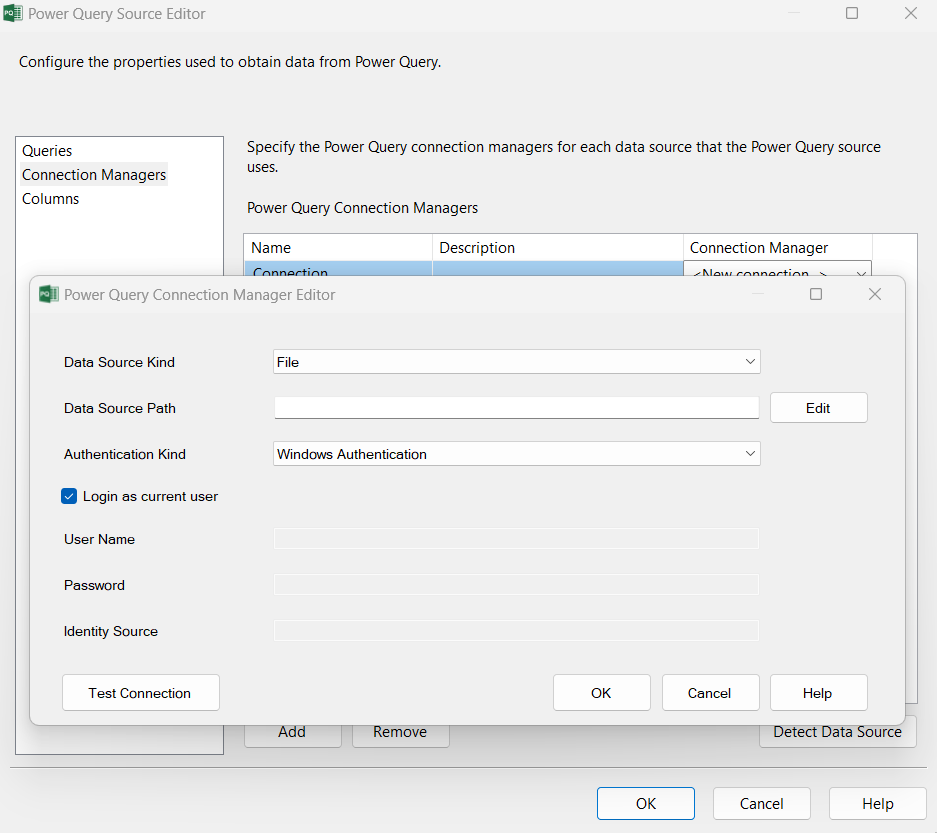 Power Query Source Editor
Configure the properties used to obtain data from Power Query.
Queries
Connection Managers
Columns
Specify the Power Query connection managers for each data source that the Power Query source
uses.
Power Query Connection Managers
Name Description Connection Manager
Connection <New connection...>
PQ Power Query Connection Manager Editor
Data Source Kind File
Data Source Path Edit
Authentication Kind Windows Authentication
Login as current user
User Name
Password
Identity Source
Test Connection OK Cancel Help
Add Remove Detect Data Source
OK Cancel Help